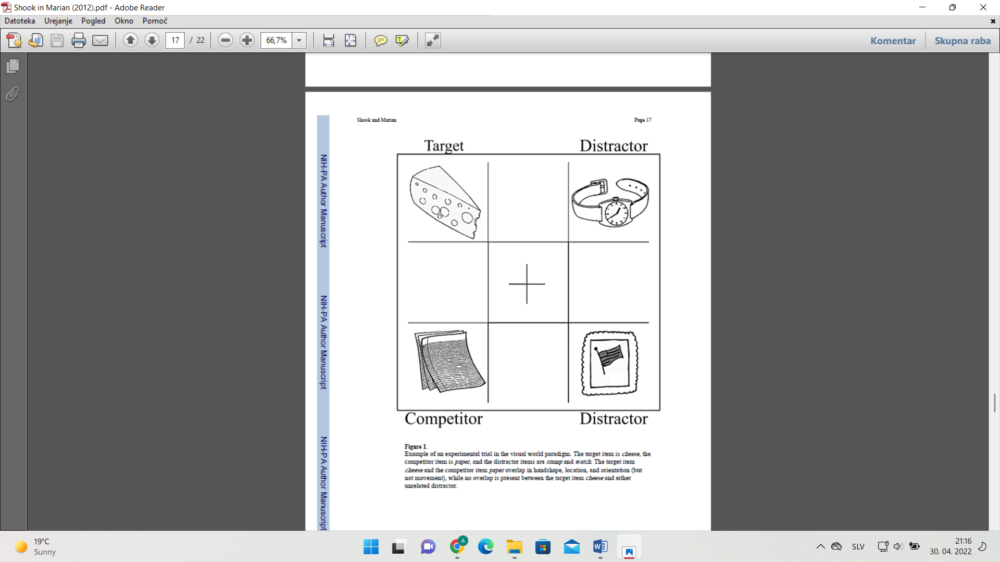 Shook in Marian (2012).pdf - Adobe Reader
Datoteka Urejanje Pogled Okno Pomoč
17 / 22 66,7% Komentar Skupna raba
Shook and Marian Page 17
Target Distractor
Competitor Distractor
Figure 1.
Example of an experimental trial in the visual world paradigm. The target item is cheese, the
competitor item is paper, and the distractor items are stamp and watch. The target item
cheese and the competitor item paper overlap in handshape, location, and orientation (but
not movement), while no overlap is present between the target item cheese and either
unrelated distractor.
NIH-PA Author Manuscript
NIH-PA Author Manuscript
NIH-PA Author Manuscript
19°C
Sunny
A
W
SLV
21:16
30. 04. 2022